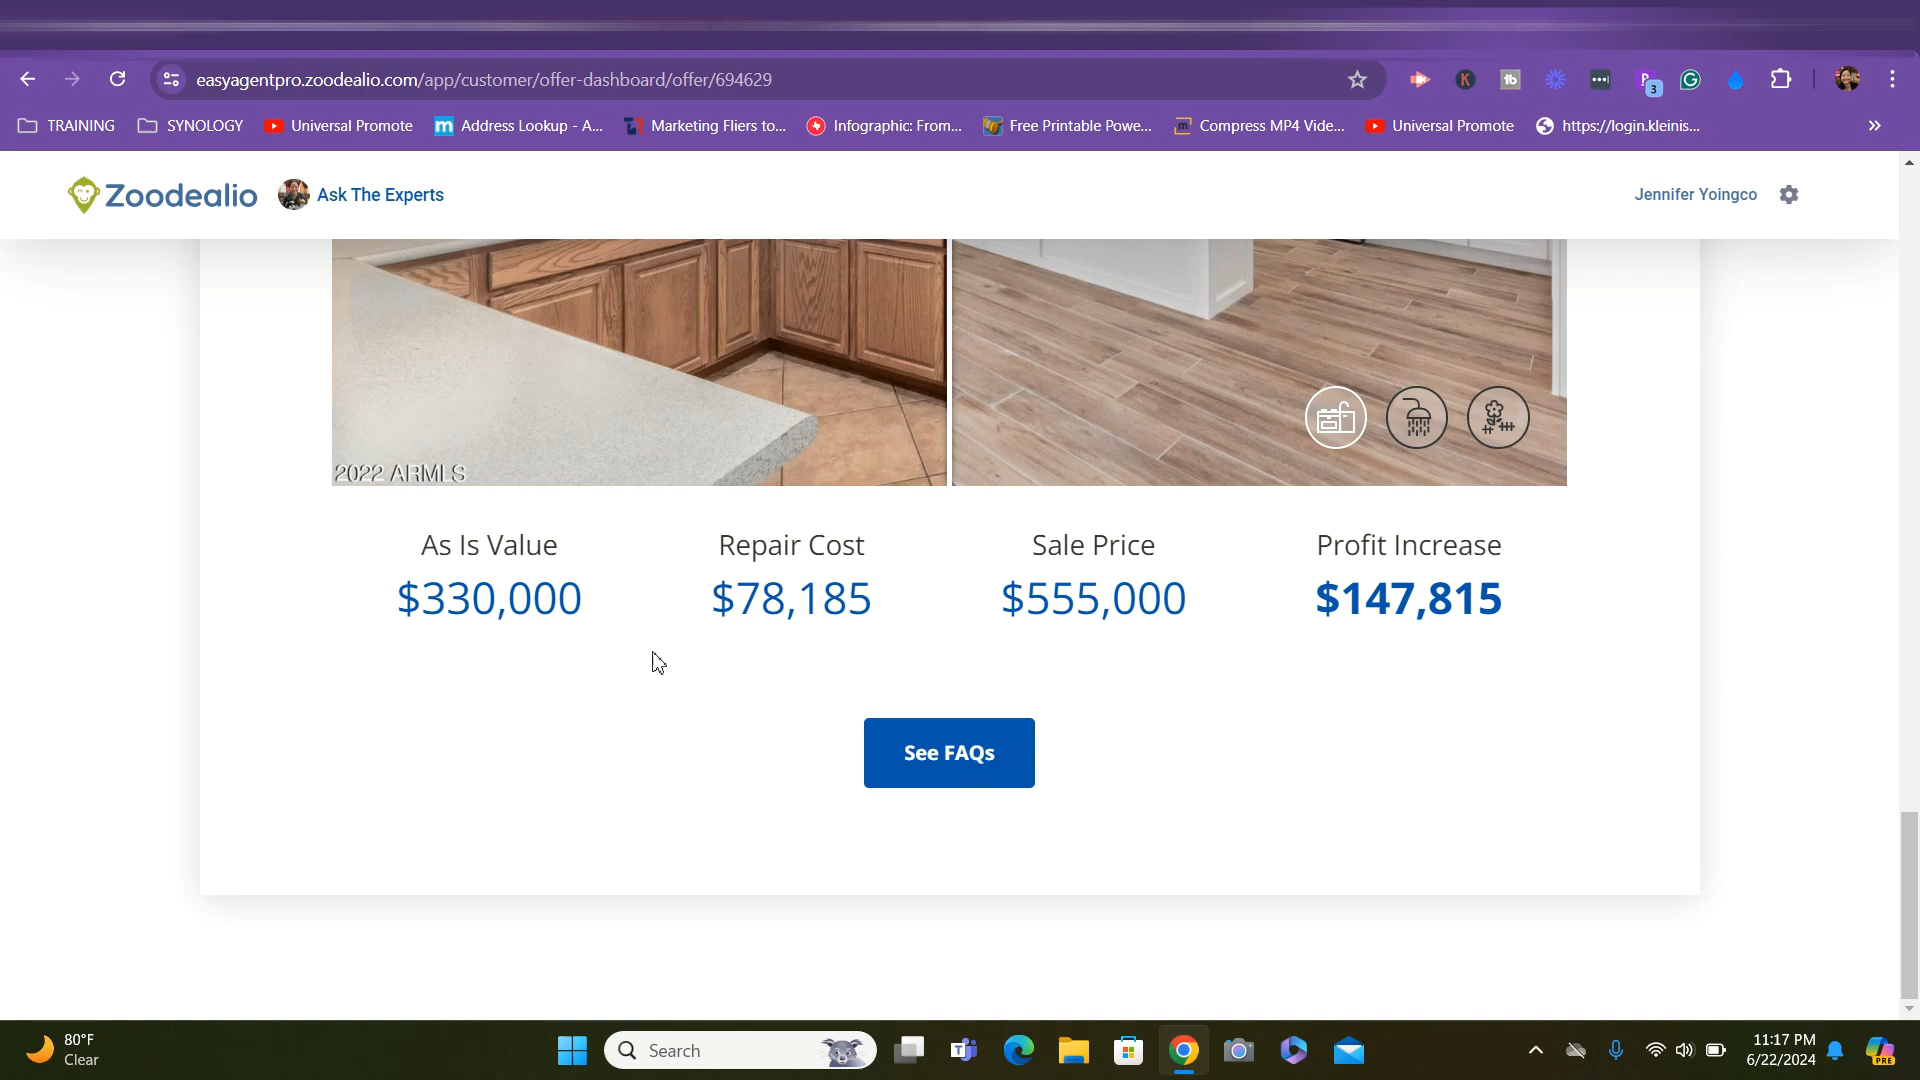 easyagentpro.zoodealio.com/app/customer/offer-dashboard/offer/694629
3
TRAINING
SYNOLOGY
Universal Promote
Address Lookup - A...
Marketing Fliers to...
Infographic: From...
Free Printable Powe...
Compress MP4 Vide...
Universal Promote
https://login.kleinis...
Zoodealio
Ask The Experts
Jennifer Yoingco
2022 ARMLS
As Is Value
Repair Cost
Sale Price
Profit Increase
$330,000
$78,185
$555,000
$147,815
See FAQs
80°F
Clear
Search
11:17 PM
6/22/2024
PRE